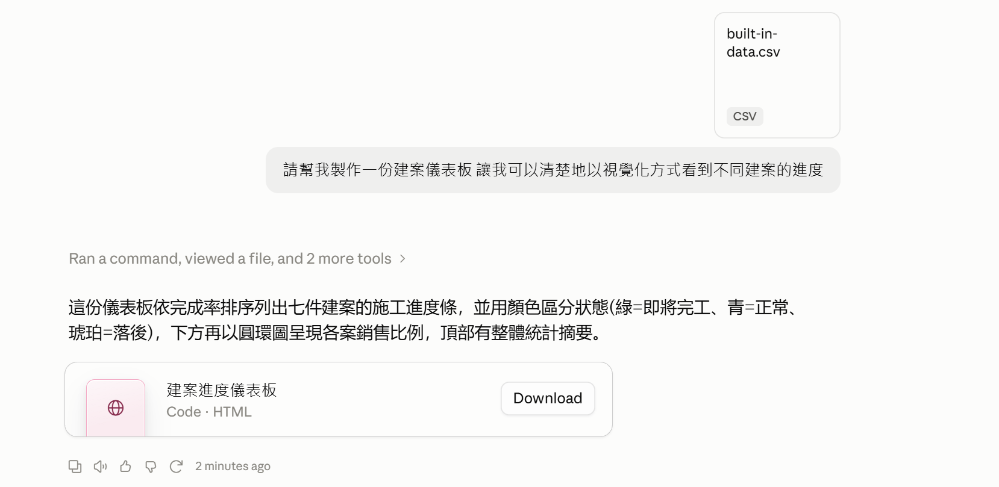 built-in-
data.csv
CSV
請幫我製作一份建案儀表板 讓我可以清楚地以視覺化方式看到不同建案的進度
Ran a command, viewed a file, and 2 more tools
這份儀表板依完成率排序列出七件建案的施工進度條，並用顏色區分狀態(綠=即將完工、青=正常、
琥珀=落後)，下方再以圓環圖呈現各案銷售比例，頂部有整體統計摘要。
建案進度儀表板
Code · HTML
Download
2 minutes ago